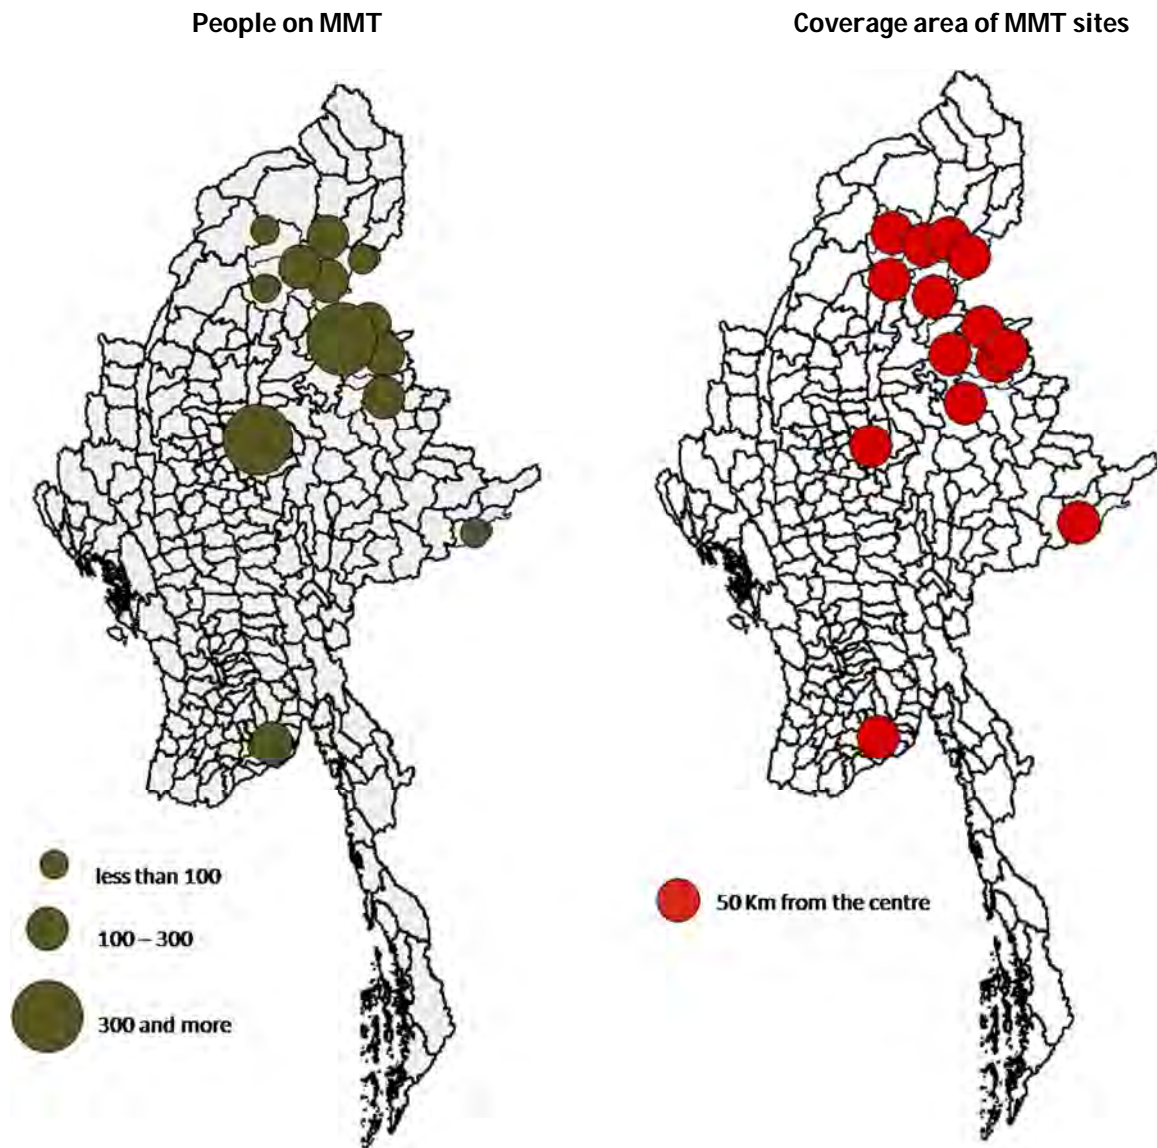 People on MMT
Coverage area of MMT sites
less than 100
100 – 300
300 and more
50 Km from the centre